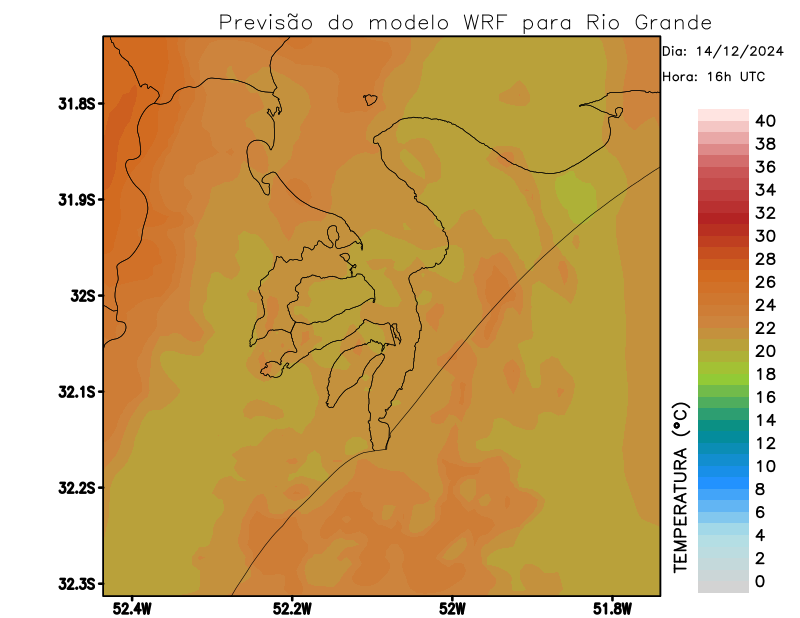 Previsão do modelo WRF para Rio Grande
Dia: 14/12/2024
Hora: 16h UTC
31.8S
31.9S
32S
32.1S
32.2S
32.3S
52.4W
52.2W
52W
51.8W
TEMPERATURA (°C)
40
38
36
34
32
30
28
26
24
22
20
18
16
14
12
10
8
6
4
2
0